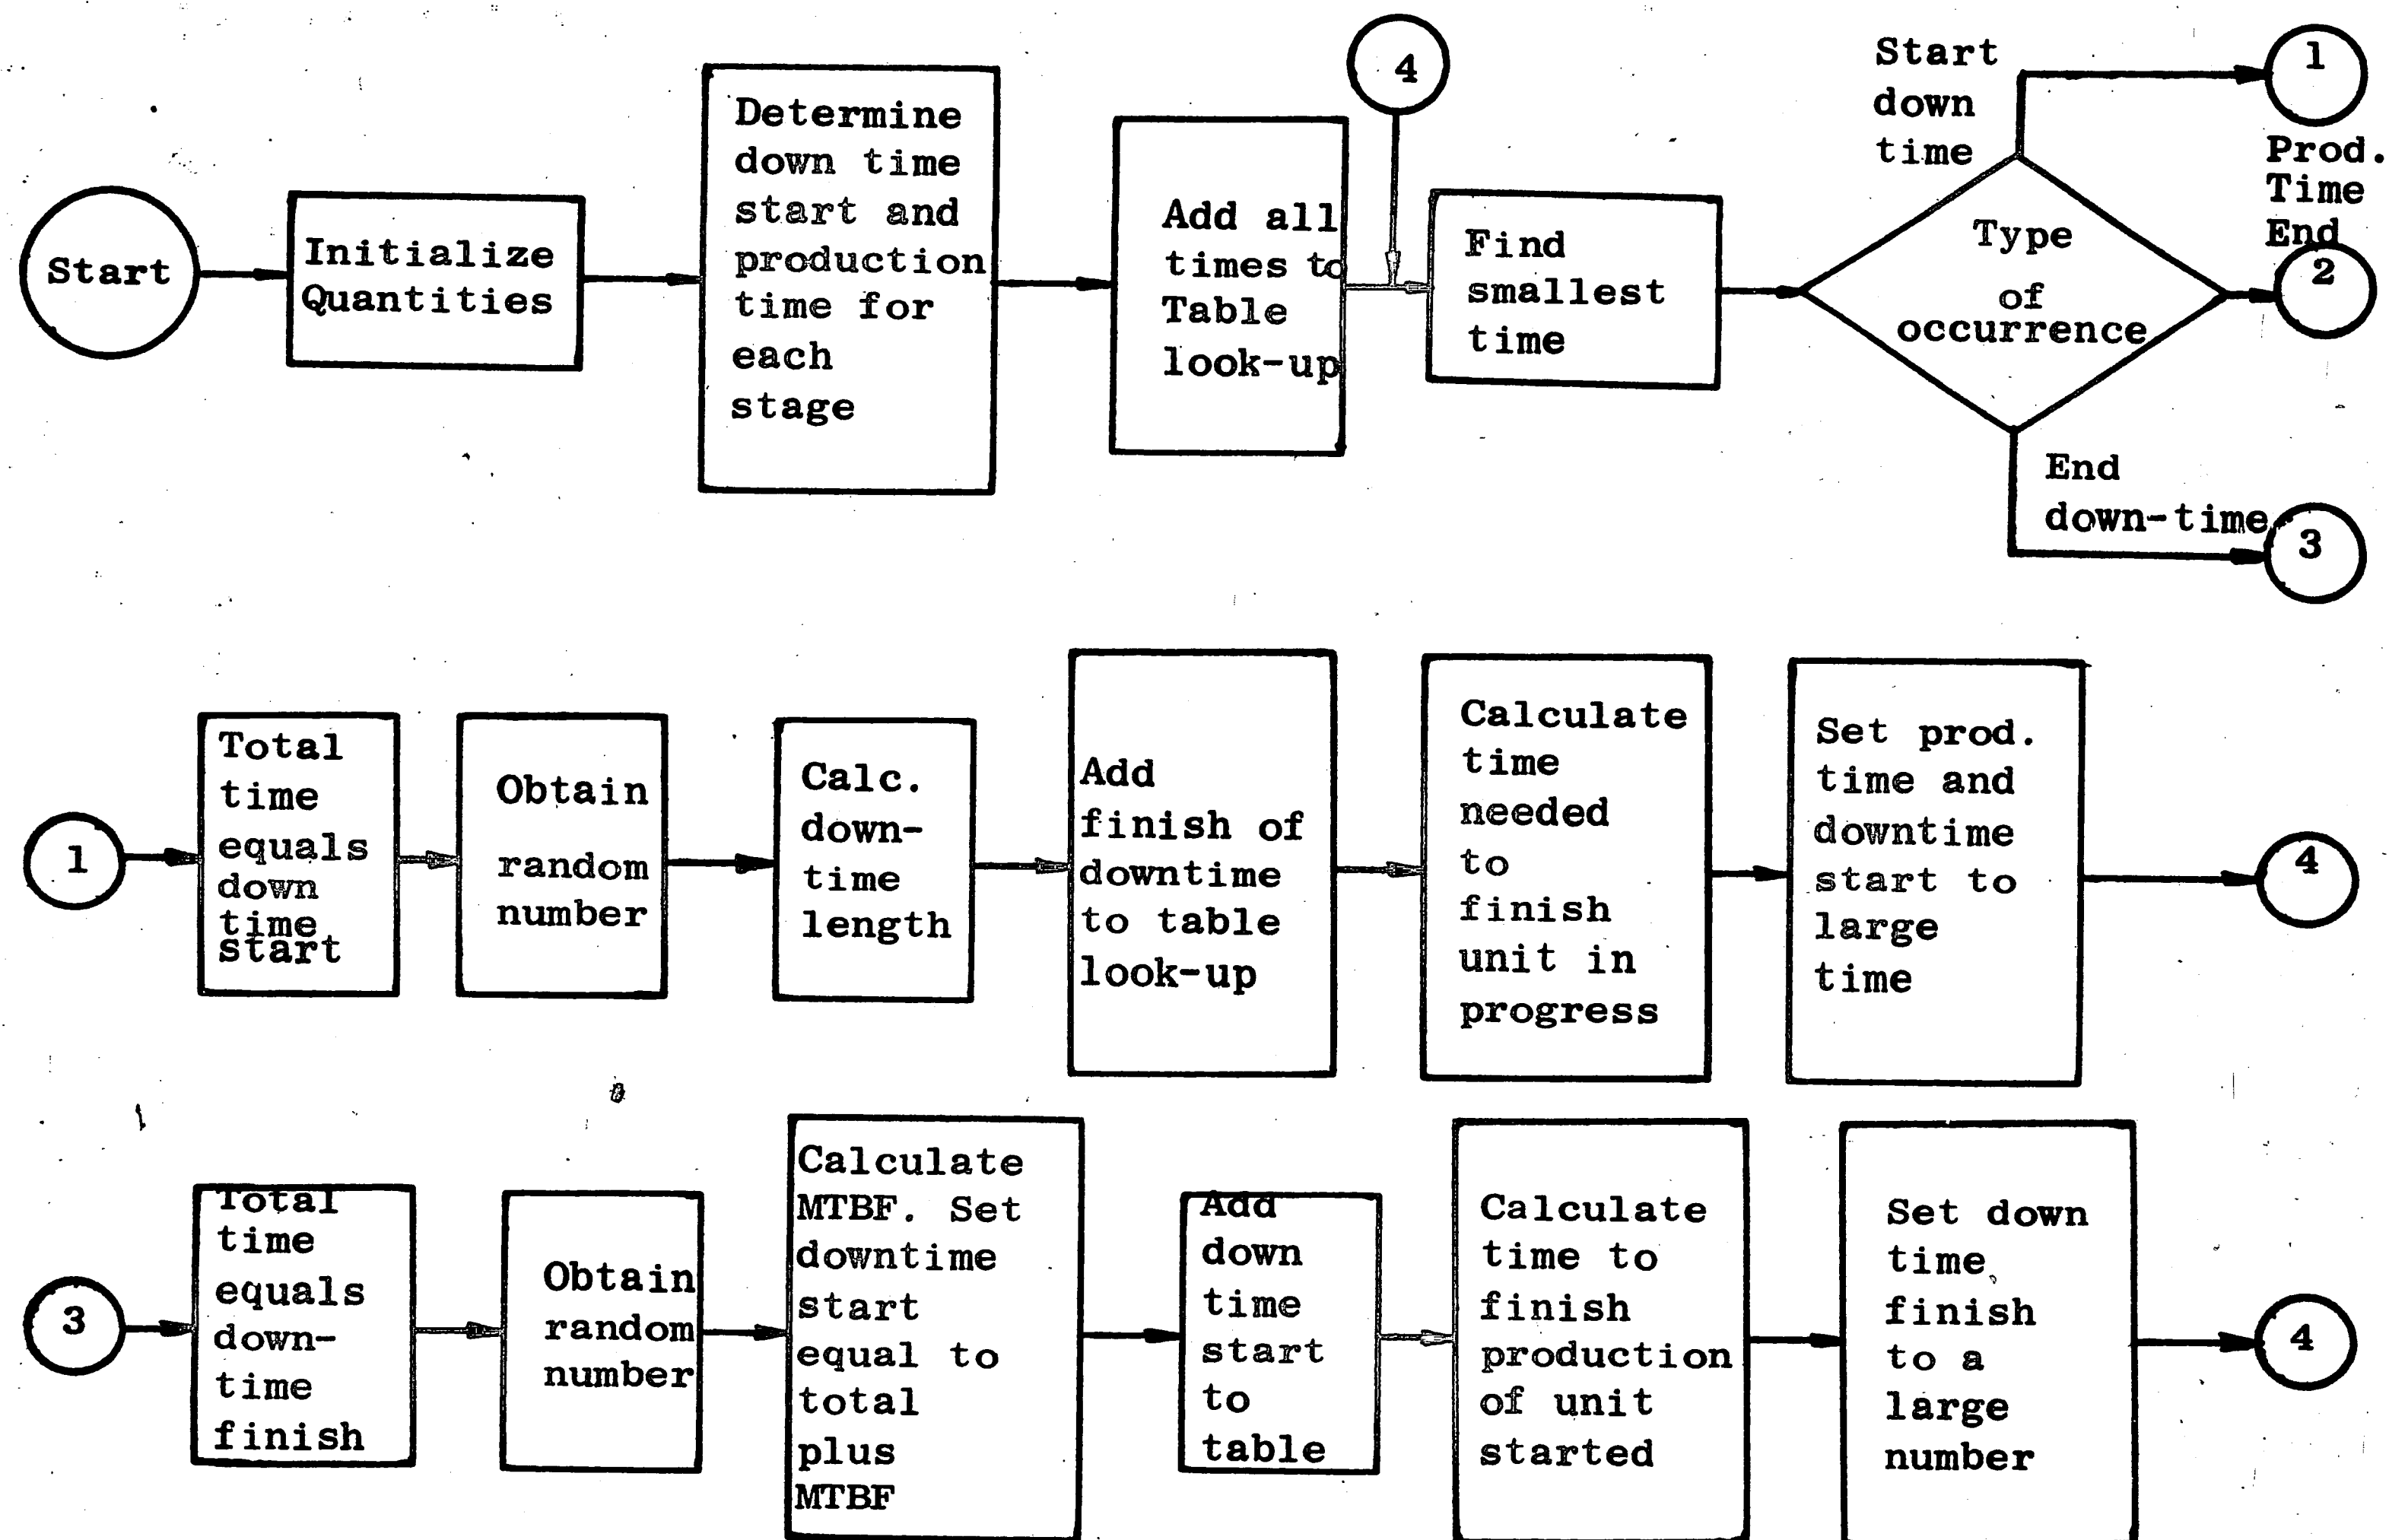 Start
Initialize
Quantities
Determine
down time
start and
production
time for
each
stage
Add all
times to
Table
look-up
4
Find
smallest
time
Type
of
occurrence
Start
down
time
1
Prod.
Time
End
2
End
down-time
3
1
Total
time
equals
down
time
start
Obtain
random
number
Calc.
down-
time
length
Add
finish of
downtime
to table
look-up
Calculate
time
needed
to
finish
unit in
progress
Set prod.
time and
downtime
start to
large
time
4
3
Total
time
equals
down-
time
finish
Obtain
random
number
Calculate
MTBF. Set
downtime
start
equal to
total
plus
MTBF
Add
down
time
start
to
table
Calculate
time to
finish
production
of unit
started
Set down
time
finish
to a
large
number
4